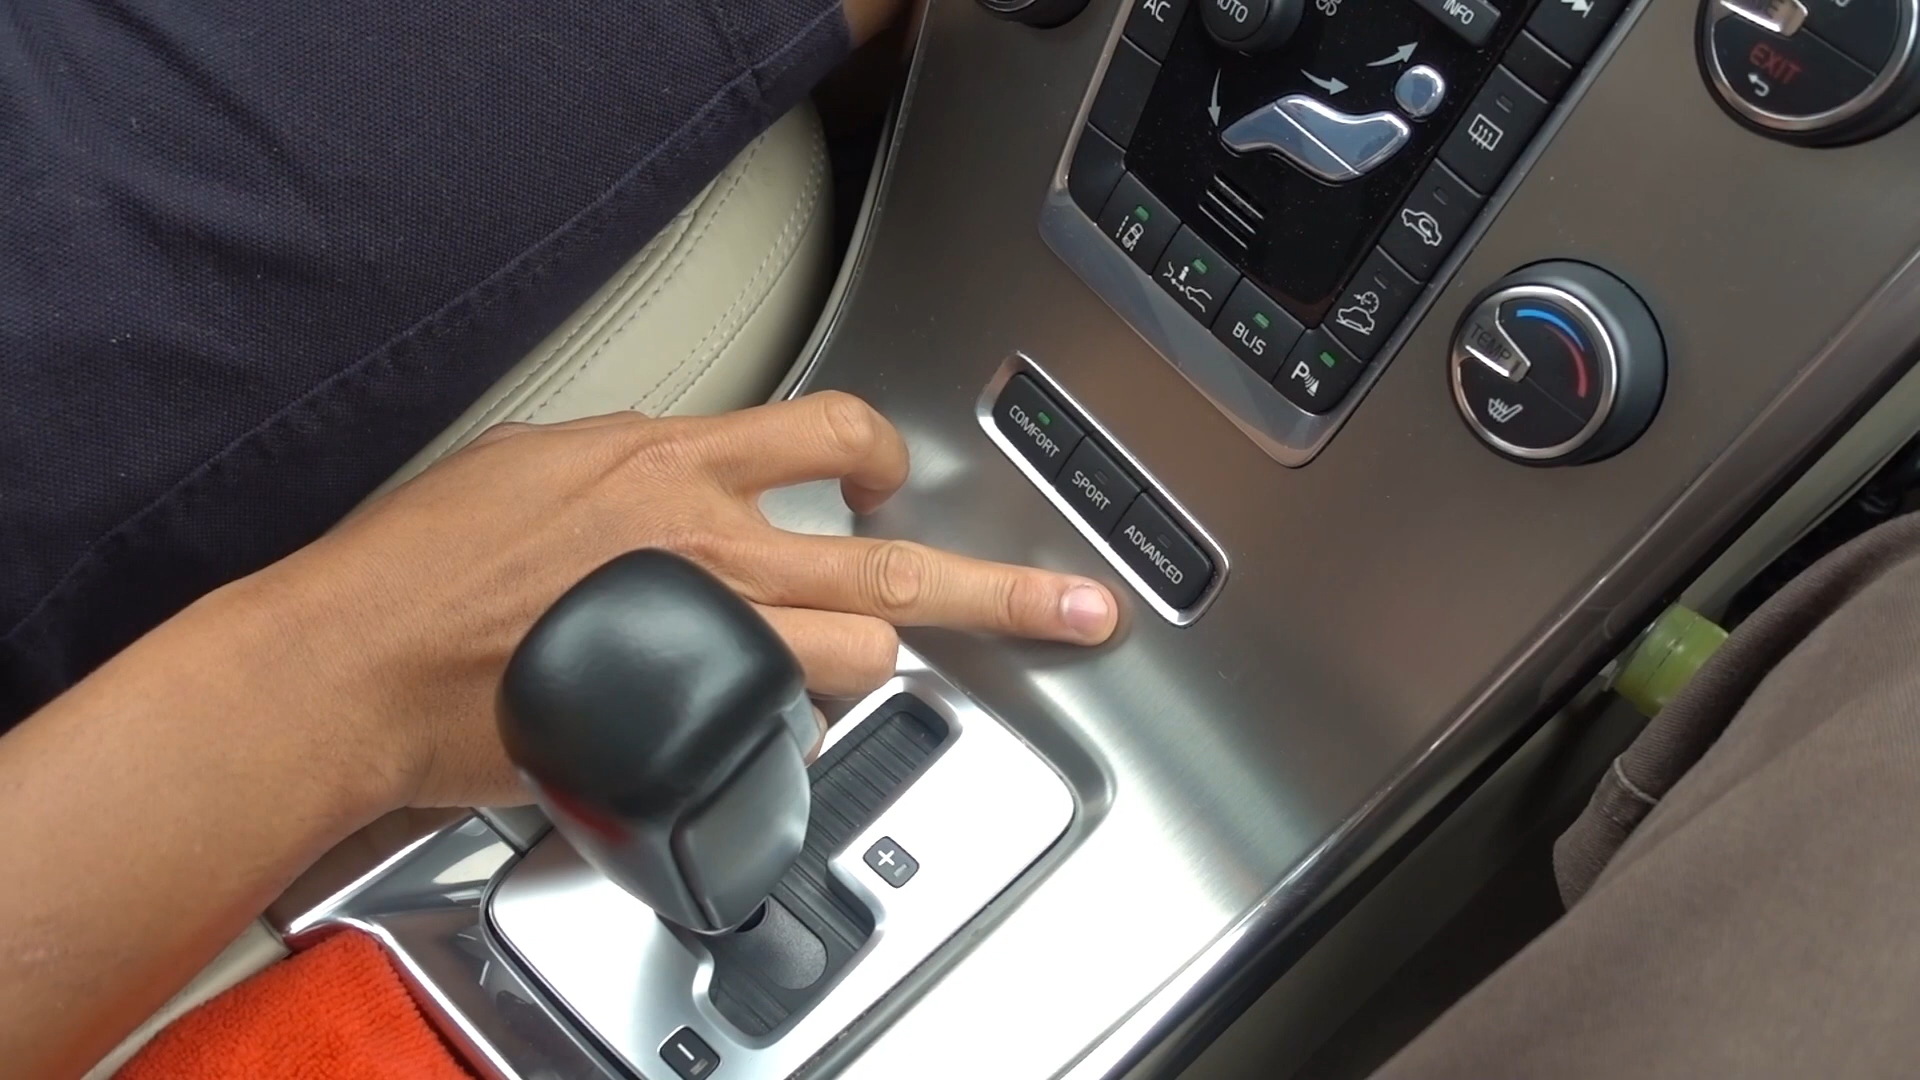 AC
AUTO
INFO
EXIT
TEMP
BLIS
P
COMFORT
SPORT
ADVANCED
+
−